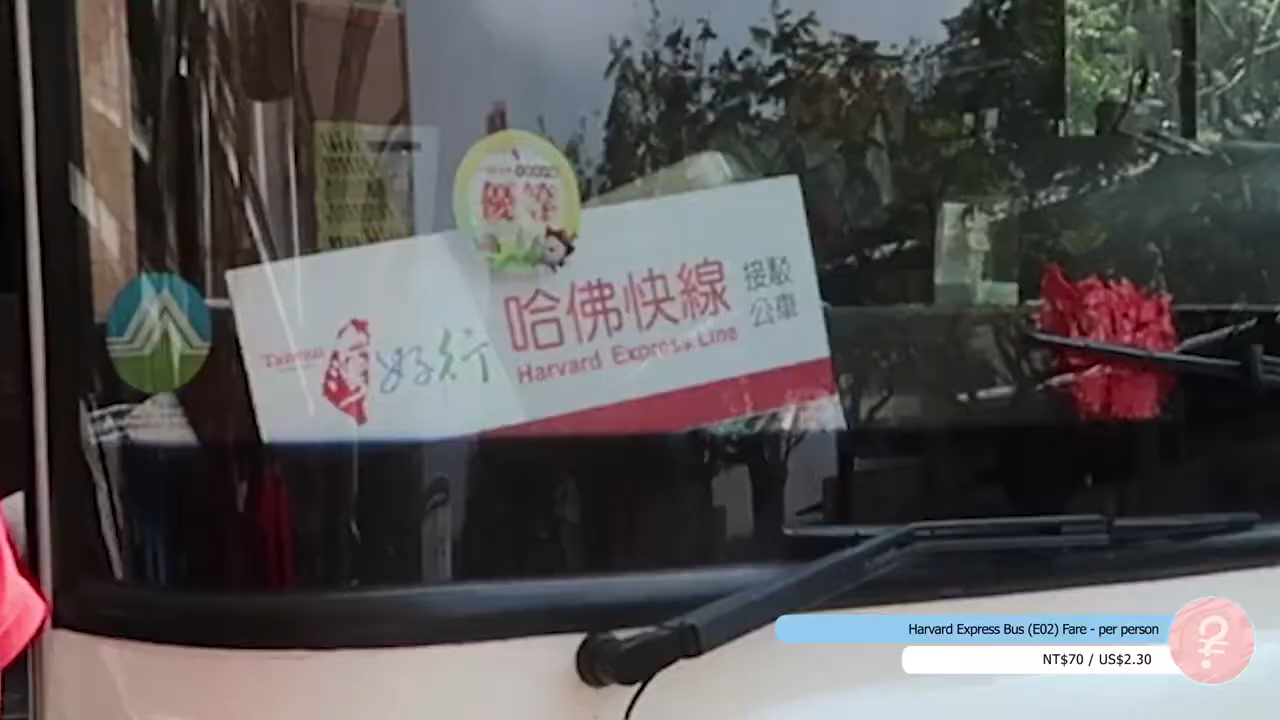 優等
Taiwan
好行
哈佛快線
接駁
公車
Harvard Express Line
Harvard Express Bus (E02) Fare - per person
NT$70 / US$2.30